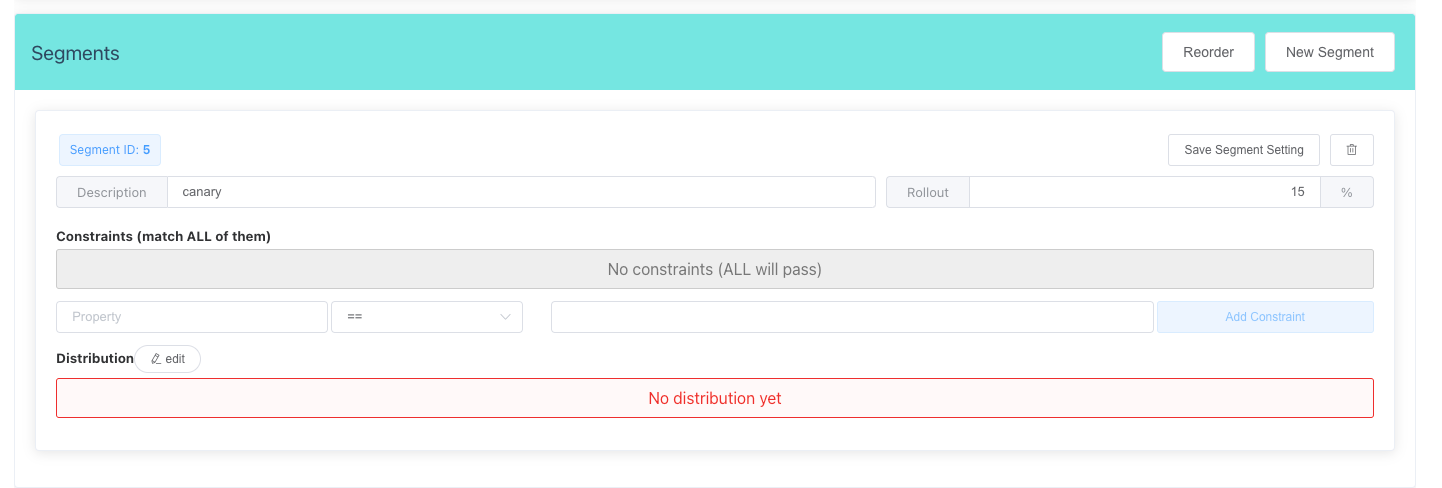 Segments
Reorder
New Segment
Segment ID: 5
Save Segment Setting
Description
canary
Rollout
15
%
Constraints (match ALL of them)
No constraints (ALL will pass)
Property
==
Add Constraint
Distribution
edit
No distribution yet